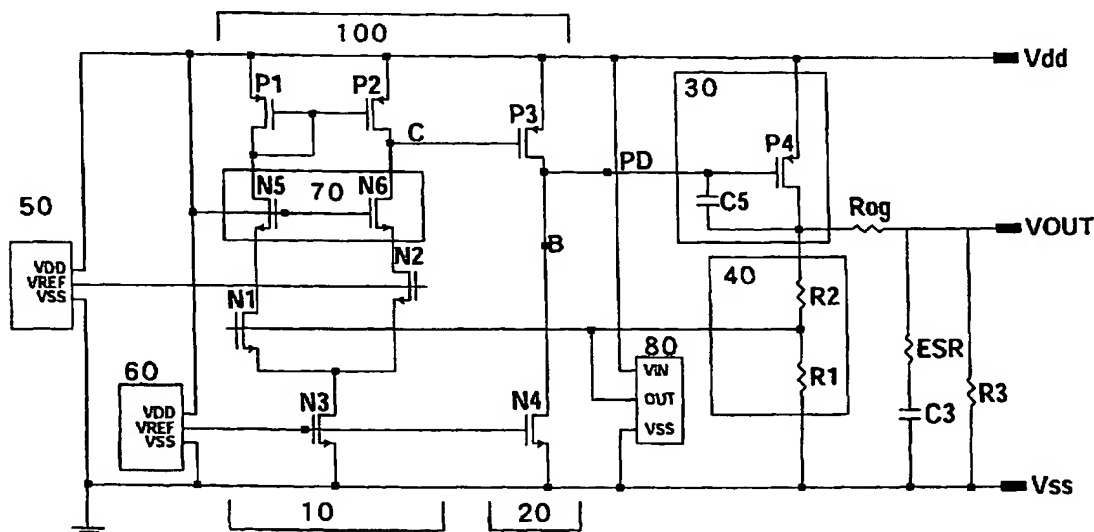 100
Vdd
P1
P2
30
P3
P4
C
PD
N5
70
N6
C5
50
Rog
VOUT
VDD
VREF
VSS
B
N2
40
R2
N1
80
60
VIN
R1
ESR
VDD
VREF
VSS
N3
N4
OUT
VSS
C3
R3
Vss
10
20